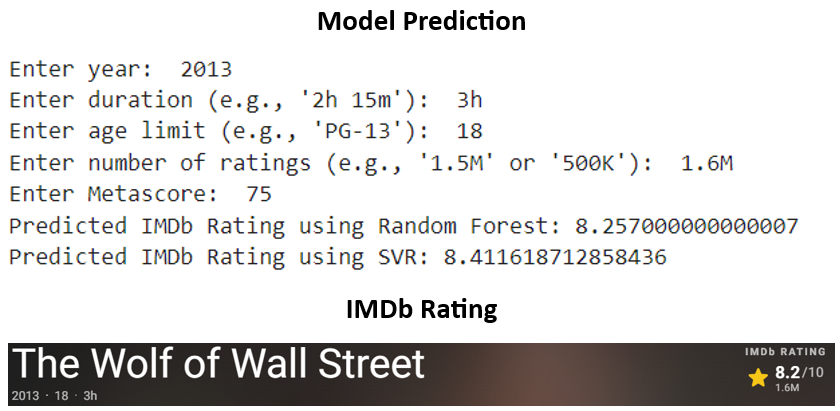 Model Prediction
Enter year:  2013
Enter duration (e.g., '2h 15m'):  3h
Enter age limit (e.g., 'PG-13'):  18
Enter number of ratings (e.g., '1.5M' or '500K'):  1.6M
Enter Metascore:  75
Predicted IMDb Rating using Random Forest: 8.257000000000007
Predicted IMDb Rating using SVR: 8.411618712858436
IMDb Rating
The Wolf of Wall Street
2013 · 18 · 3h
IMDb RATING
8.2/10
1.6M